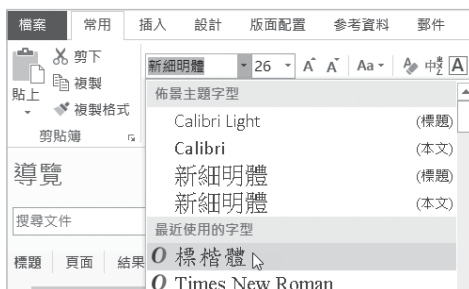 檔案 常用 插入 設計 版面配置 參考資料 郵件
剪下
複製
貼上
複製格式
剪貼簿
新細明體 26 A A Aa 中 A
佈景主題字型
Calibri Light (標題)
Calibri (本文)
新細明體 (標題)
新細明體 (本文)
最近使用的字型
O 標楷體
O Times New Roman
導覽
搜尋文件
標題 頁面 結果